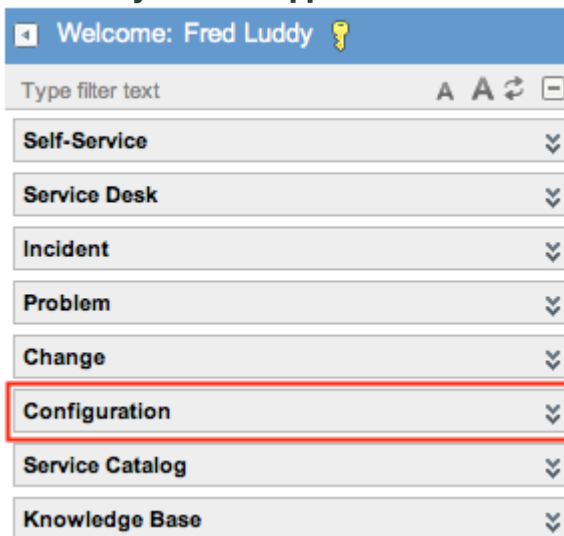 Welcome: Fred Luddy
Type filter text A A
Self-Service
Service Desk
Incident
Problem
Change
Configuration
Service Catalog
Knowledge Base